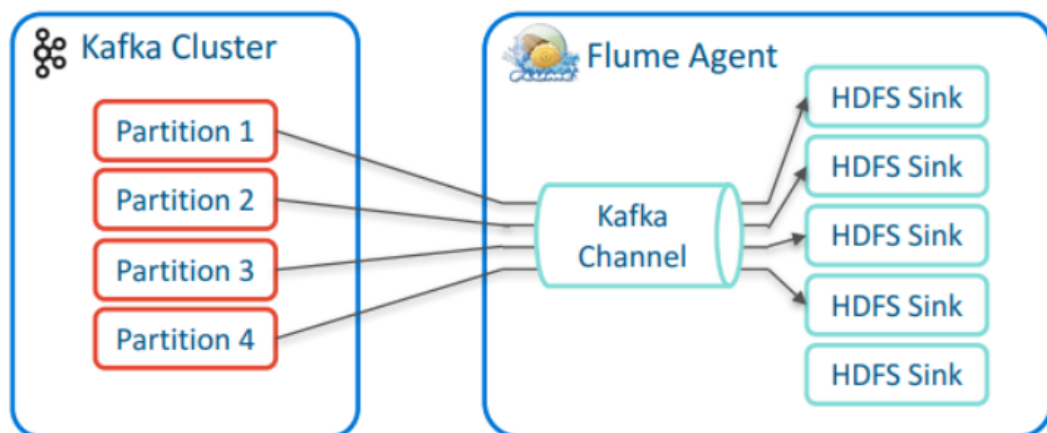 Kafka Cluster
Partition 1
Partition 2
Partition 3
Partition 4
Flume Agent
Kafka
Channel
HDFS Sink
HDFS Sink
HDFS Sink
HDFS Sink
HDFS Sink